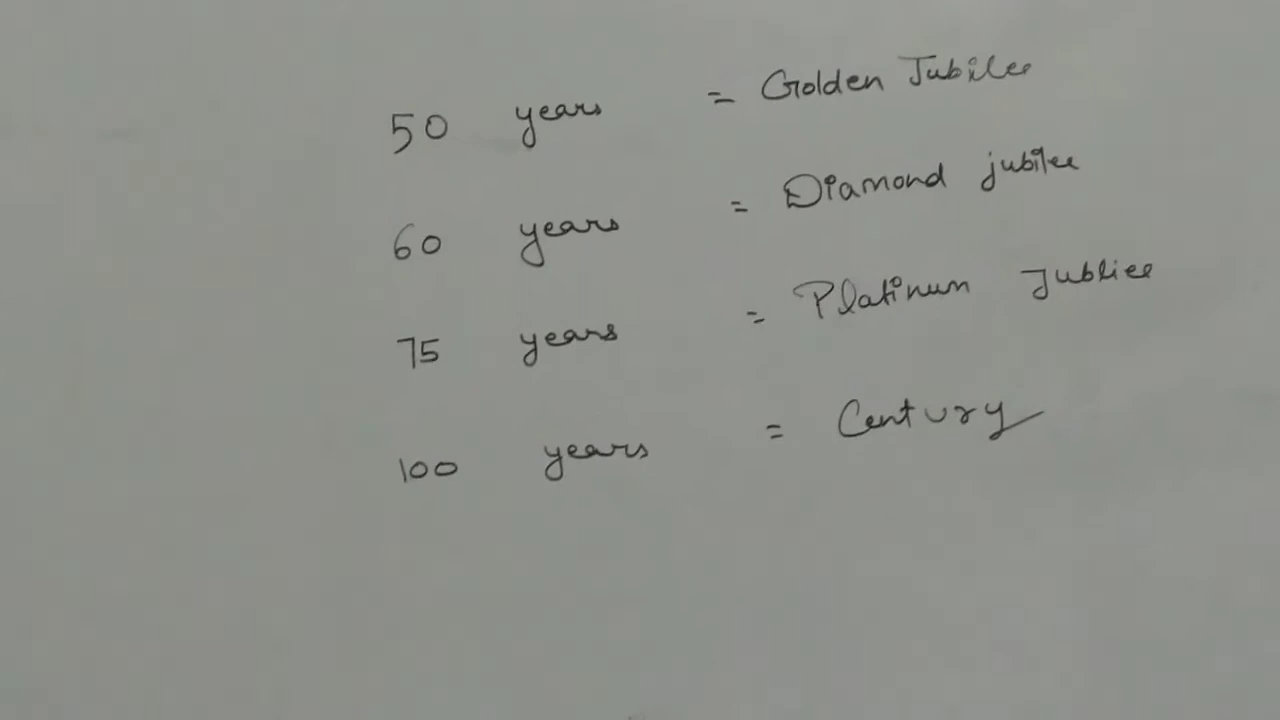 50 years = Golden Jubilee
60 years = Diamond jubilee
75 years = Platinum Jubliee
100 years = Century